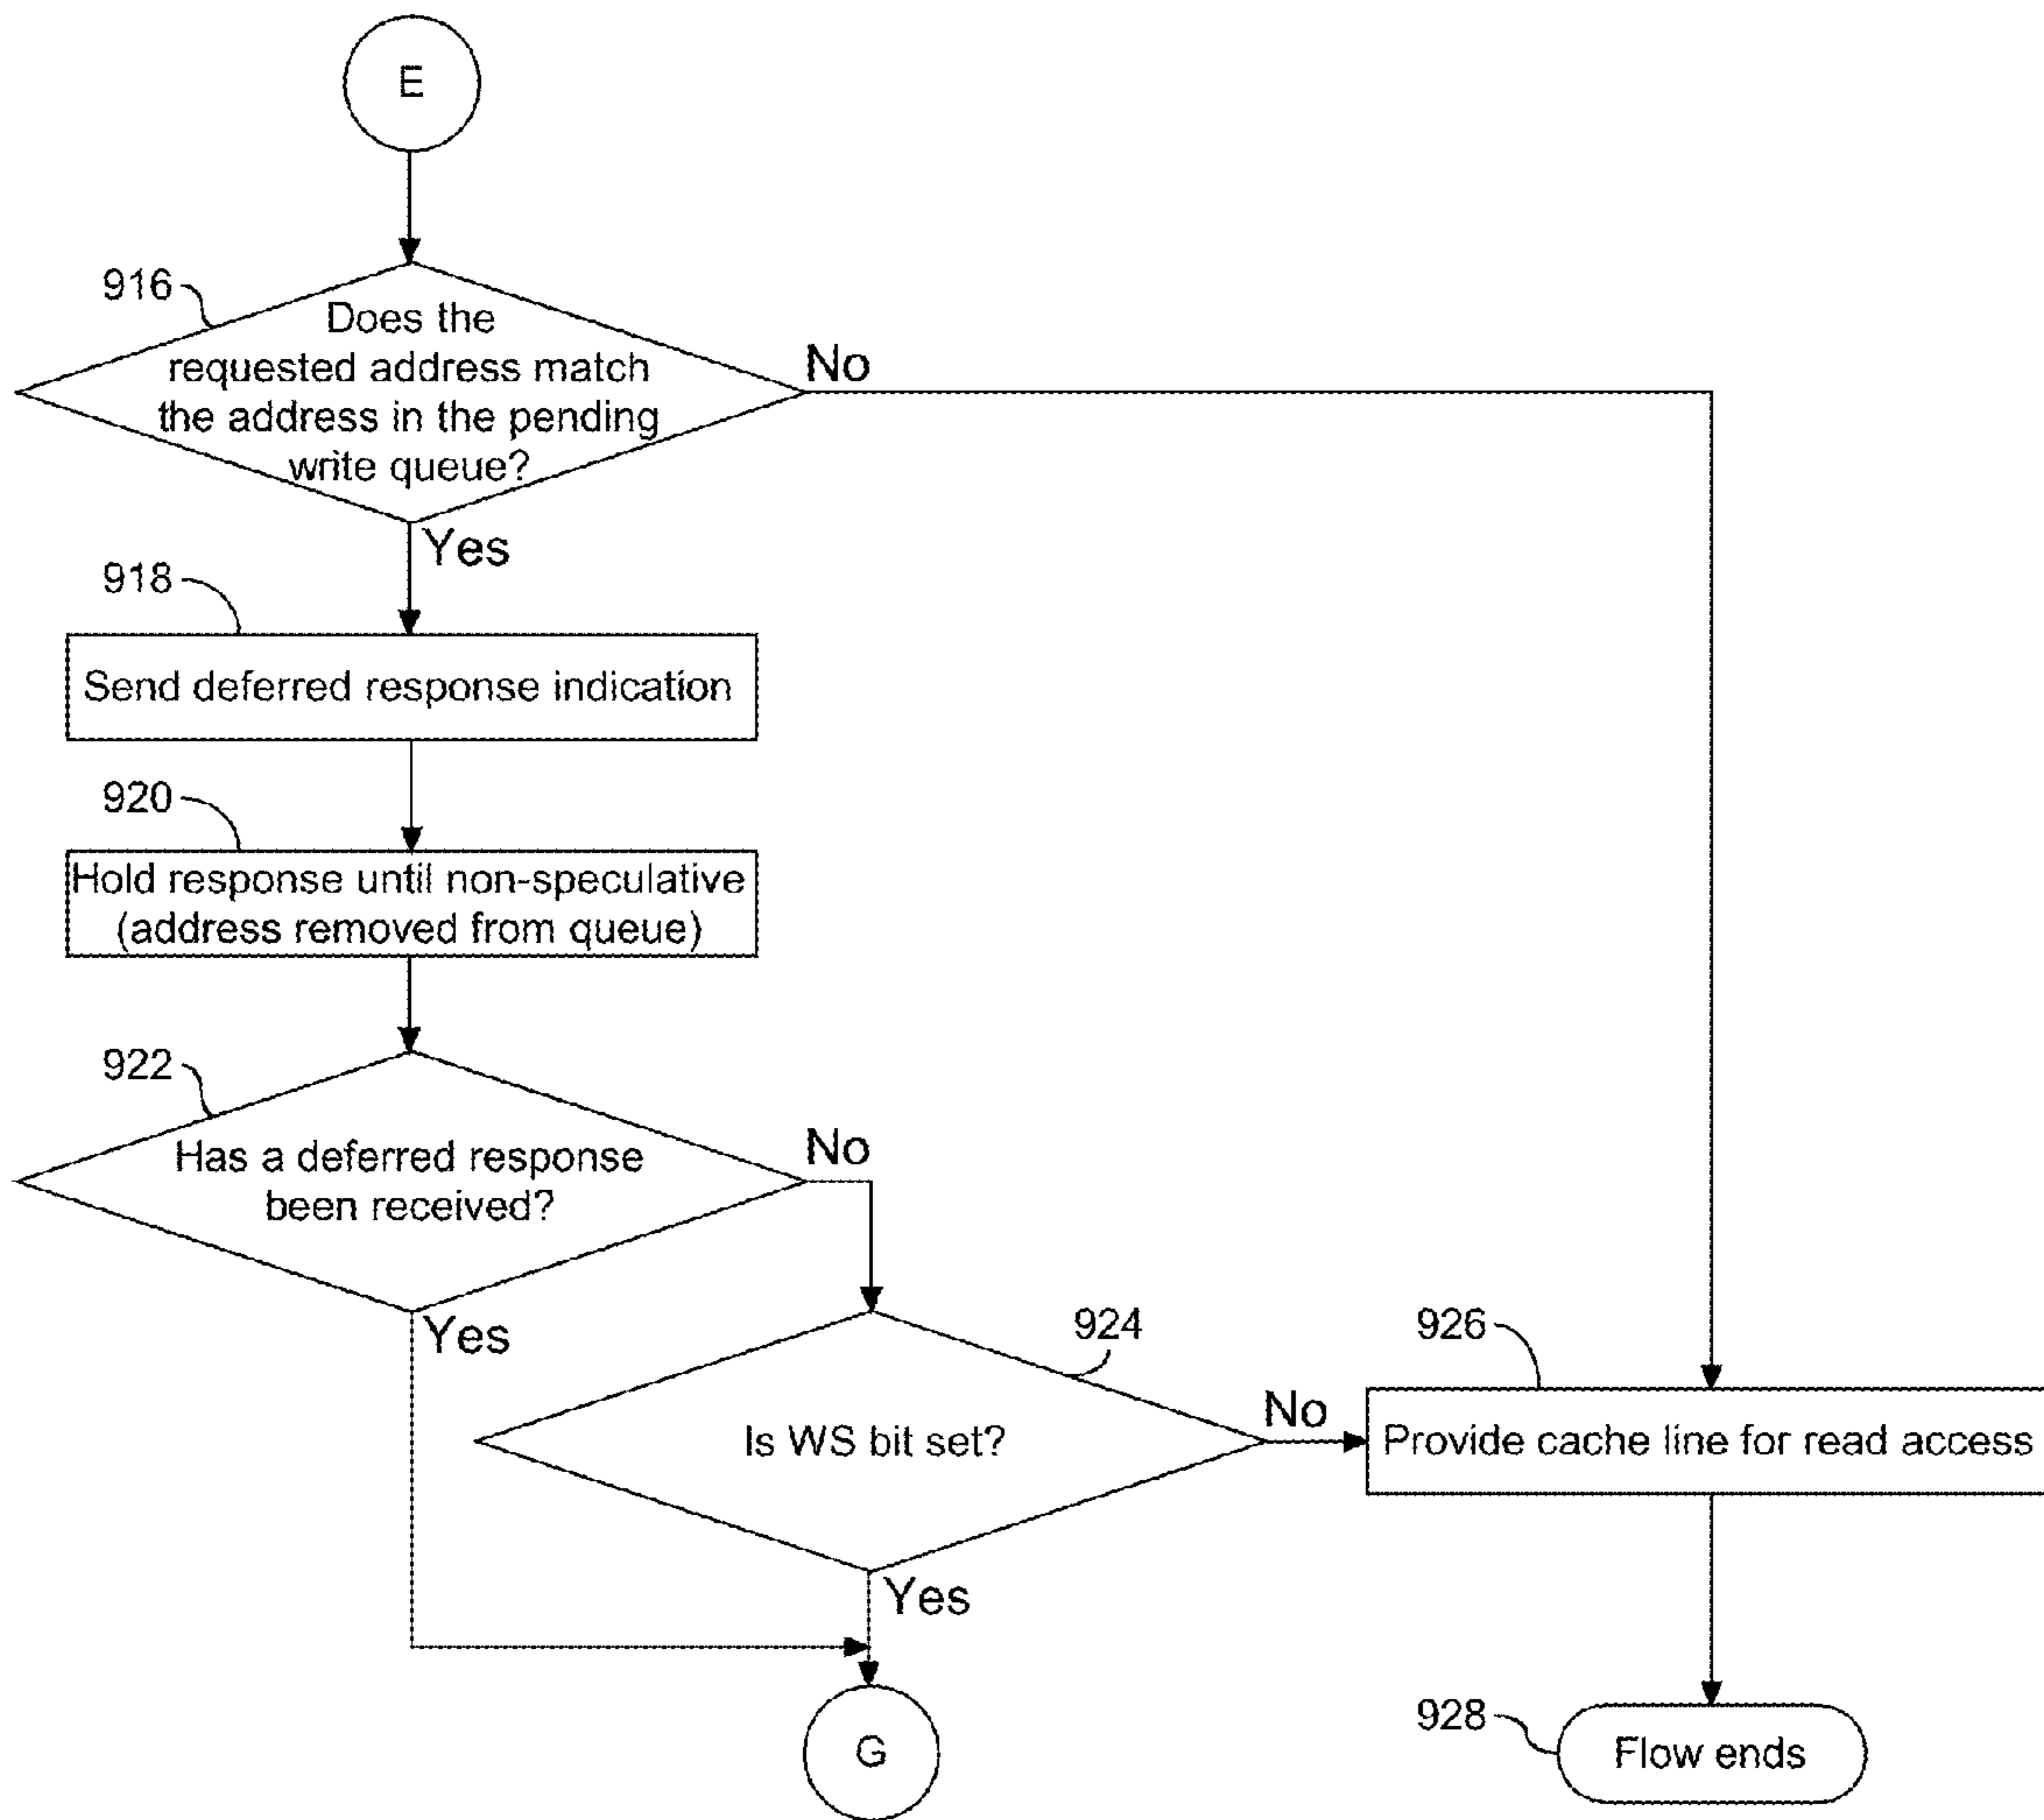 E
916
Does the
requested address match
the address in the pending
write queue?
No
Yes
918
Send deferred response indication
920
Hold response until non-speculative
(address removed from queue)
922
Has a deferred response
been received?
No
Yes
924
Is WS bit set?
No
Yes
926
Provide cache line for read access
G
928
Flow ends